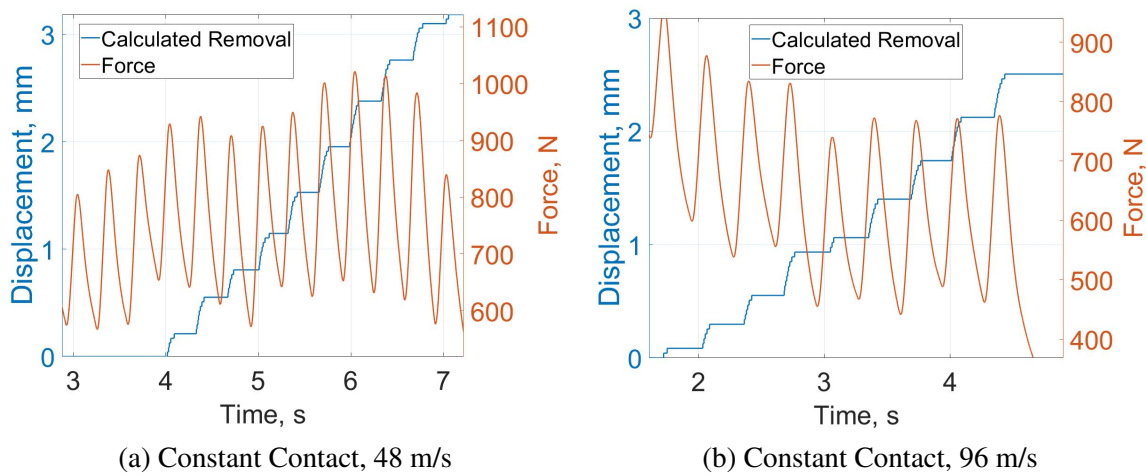 3
2
1
0
Displacement, mm
Calculated Removal
Force
1100
1000
900
800
700
600
Force, N
3 4 5 6 7
Time, s
(a) Constant Contact, 48 m/s
3
2
1
0
Displacement, mm
Calculated Removal
Force
900
800
700
600
500
400
Force, N
2 3 4
Time, s
(b) Constant Contact, 96 m/s